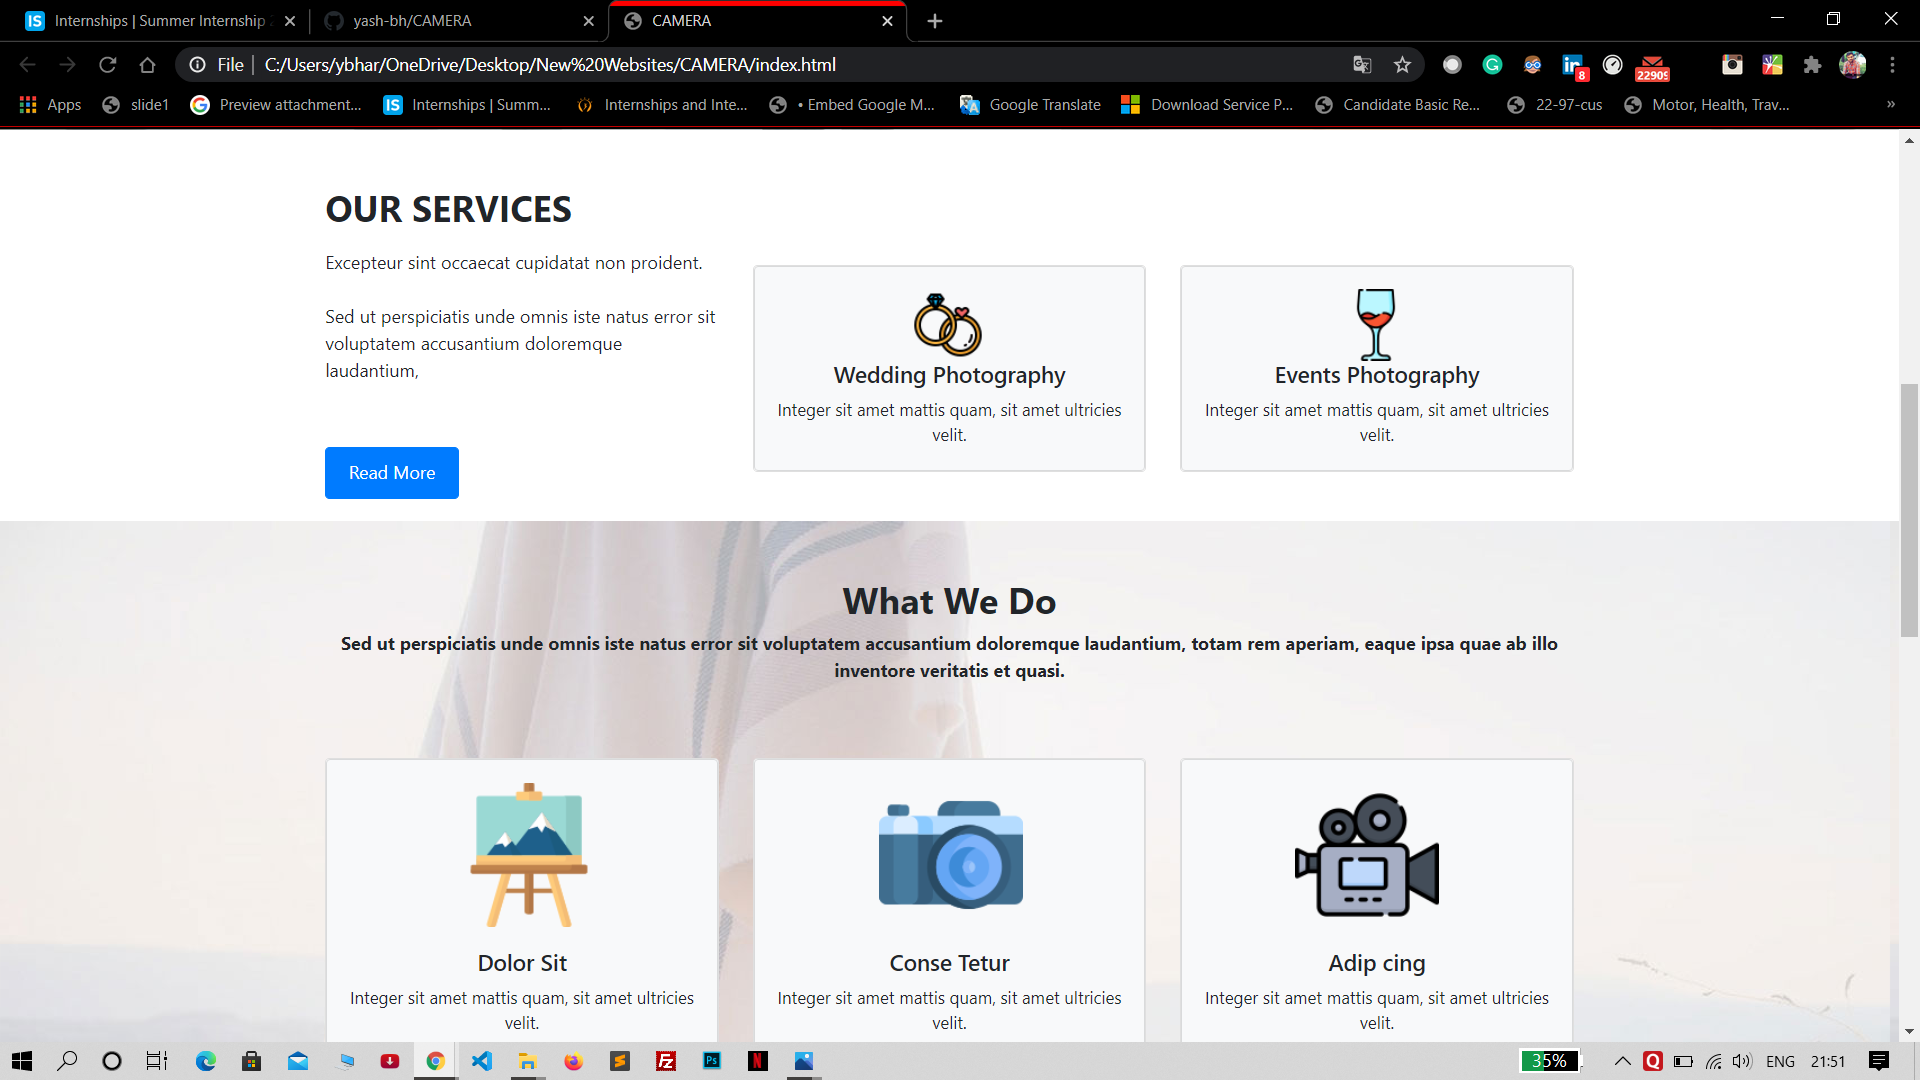 Internships | Summer Internship
yash-bh/CAMERA
CAMERA
File
C:/Users/ybhar/OneDrive/Desktop/New%20Websites/CAMERA/index.html
8
22909
Apps
slide1
Preview attachment...
Internships | Summ...
Internships and Inte...
• Embed Google M...
Google Translate
Download Service P...
Candidate Basic Re...
22-97-cus
Motor, Health, Trav...
»
OUR SERVICES
Excepteur sint occaecat cupidatat non proident.
Sed ut perspiciatis unde omnis iste natus error sit
voluptatem accusantium doloremque
laudantium,
Read More
Wedding Photography
Integer sit amet mattis quam, sit amet ultricies
velit.
Events Photography
Integer sit amet mattis quam, sit amet ultricies
velit.
What We Do
Sed ut perspiciatis unde omnis iste natus error sit voluptatem accusantium doloremque laudantium, totam rem aperiam, eaque ipsa quae ab illo
inventore veritatis et quasi.
Dolor Sit
Integer sit amet mattis quam, sit amet ultricies
velit.
Conse Tetur
Integer sit amet mattis quam, sit amet ultricies
velit.
Adip cing
Integer sit amet mattis quam, sit amet ultricies
velit.
35%
ENG
21:51